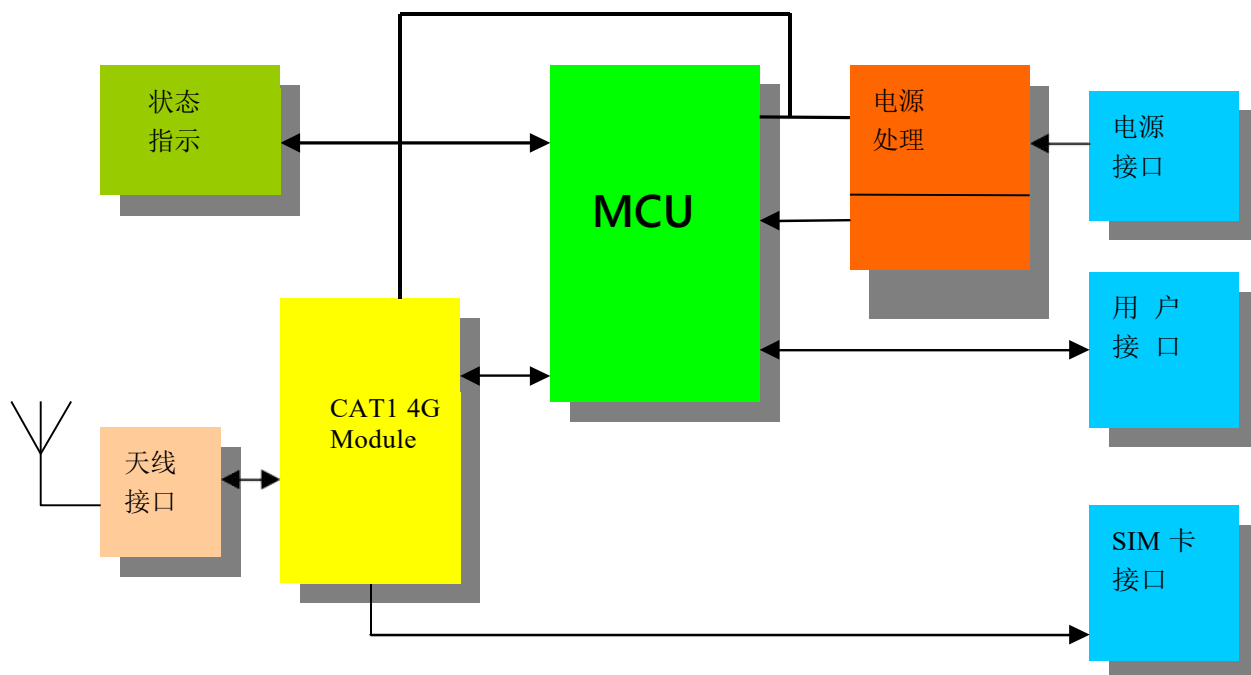 状态
指示
MCU
电源
处理
电源
接口
用 户
接 口
CAT1 4G
Module
天线
接口
SIM 卡
接口